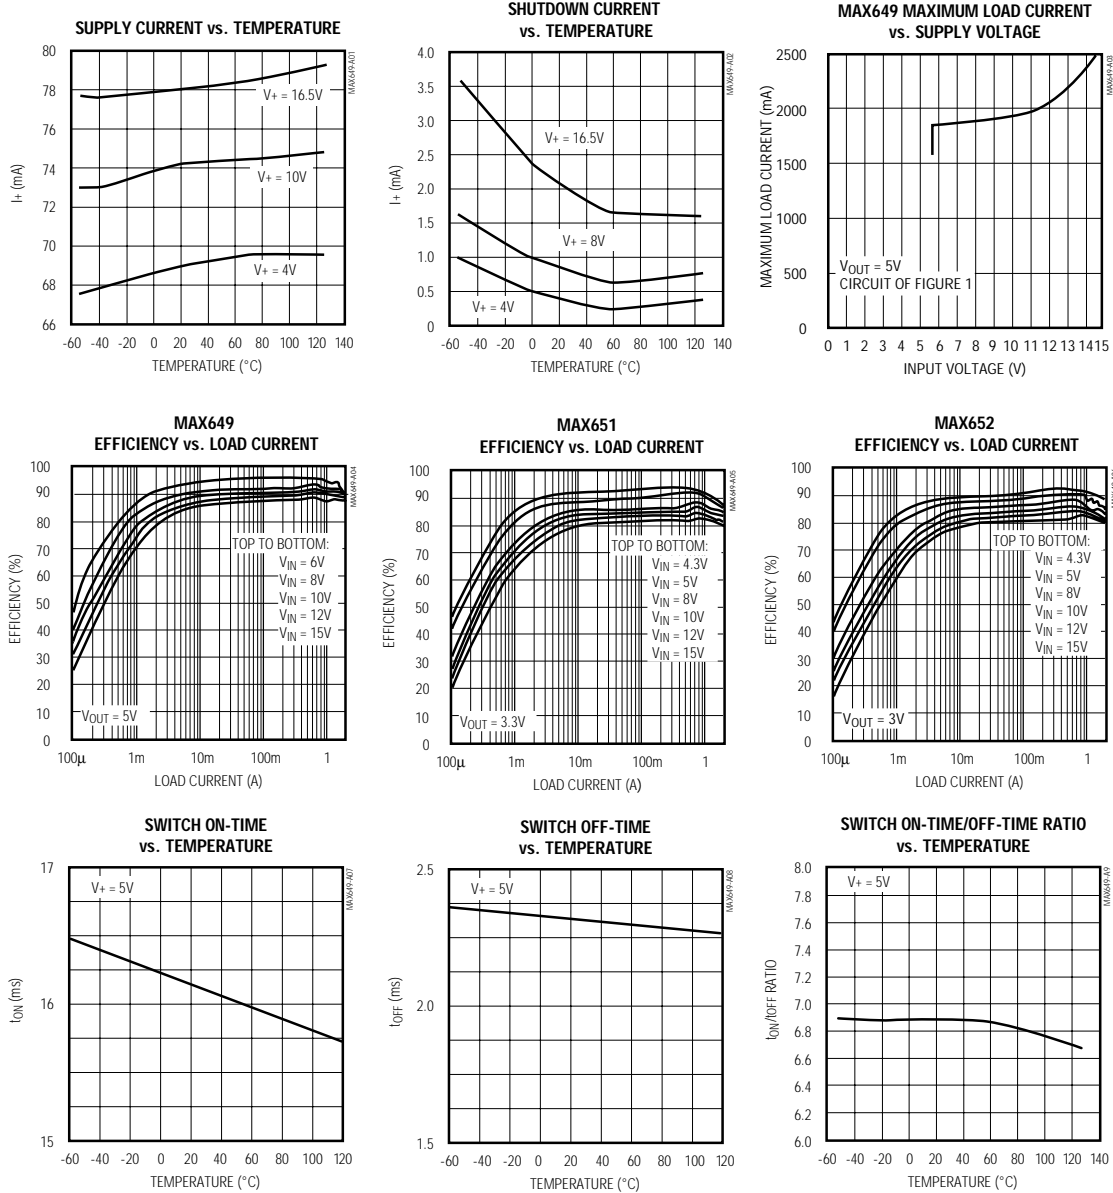 SUPPLY CURRENT vs. TEMPERATURE
80
78
76
74
72
70
68
66
I+ (mA)
V+ = 16.5V
V+ = 10V
V+ = 4V
MAX649-A01
-60 -40 -20 0 20 40 60 80 100 120 140
TEMPERATURE (°C)
SHUTDOWN CURRENT
vs. TEMPERATURE
4.0
3.5
3.0
2.5
2.0
1.5
1.0
0.5
0
I+ (mA)
V+ = 16.5V
V+ = 8V
V+ = 4V
MAX649-A02
-60 -40 -20 0 20 40 60 80 100 120 140
TEMPERATURE (°C)
MAX649 MAXIMUM LOAD CURRENT
vs. SUPPLY VOLTAGE
2500
2000
1500
1000
500
0
MAXIMUM LOAD CURRENT (mA)
VOUT = 5V
CIRCUIT OF FIGURE 1
MAX649-A03
0 1 2 3 4 5 6 7 8 9 10 11 12 13 14 15
INPUT VOLTAGE (V)
MAX649
EFFICIENCY vs. LOAD CURRENT
100
90
80
70
60
50
40
30
20
10
0
EFFICIENCY (%)
TOP TO BOTTOM:
VIN = 6V
VIN = 8V
VIN = 10V
VIN = 12V
VIN = 15V
VOUT = 5V
MAX649-A04
100µ 1m 10m 100m 1
LOAD CURRENT (A)
MAX651
EFFICIENCY vs. LOAD CURRENT
100
90
80
70
60
50
40
30
20
10
0
EFFICIENCY (%)
TOP TO BOTTOM:
VIN = 4.3V
VIN = 5V
VIN = 8V
VIN = 10V
VIN = 12V
VIN = 15V
VOUT = 3.3V
MAX649-A05
100µ 1m 10m 100m 1
LOAD CURRENT (A)
MAX652
EFFICIENCY vs. LOAD CURRENT
100
90
80
70
60
50
40
30
20
10
0
EFFICIENCY (%)
TOP TO BOTTOM:
VIN = 4.3V
VIN = 5V
VIN = 8V
VIN = 10V
VIN = 12V
VIN = 15V
VOUT = 3V
100µ 1m 10m 100m 1
LOAD CURRENT (A)
SWITCH ON-TIME
vs. TEMPERATURE
17
16
15
tON (ms)
V+ = 5V
MAX649-A07
-60 -40 -20 0 20 40 60 80 100 120
TEMPERATURE (°C)
SWITCH OFF-TIME
vs. TEMPERATURE
2.5
2.0
1.5
tOFF (ms)
V+ = 5V
MAX649-A08
-60 -40 -20 0 20 40 60 80 100 120
TEMPERATURE (°C)
SWITCH ON-TIME/OFF-TIME RATIO
vs. TEMPERATURE
8.0
7.8
7.6
7.4
7.2
7.0
6.8
6.6
6.4
6.2
6.0
tON/tOFF RATIO
V+ = 5V
MAX649-A9
-60 -40 -20 0 20 40 60 80 100 120 140
TEMPERATURE (°C)